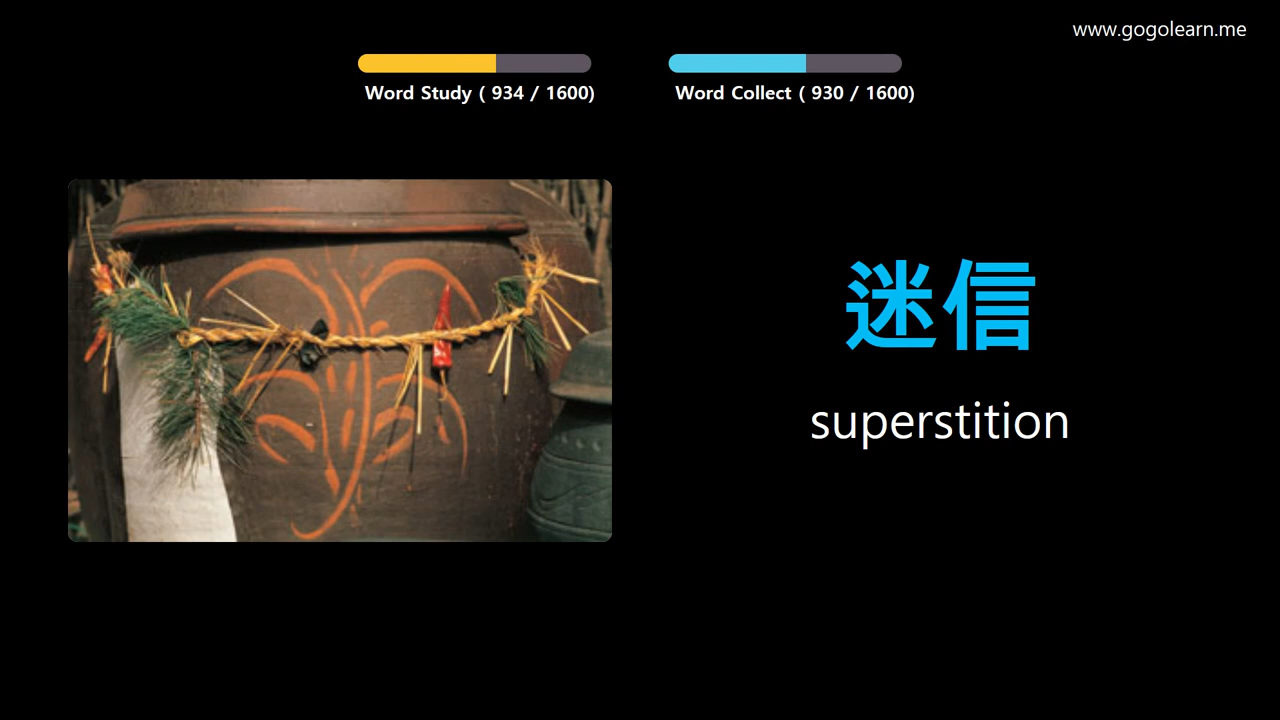 www.gogolearn.me
Word Study ( 934 / 1600)
Word Collect ( 930 / 1600)
迷信
superstition